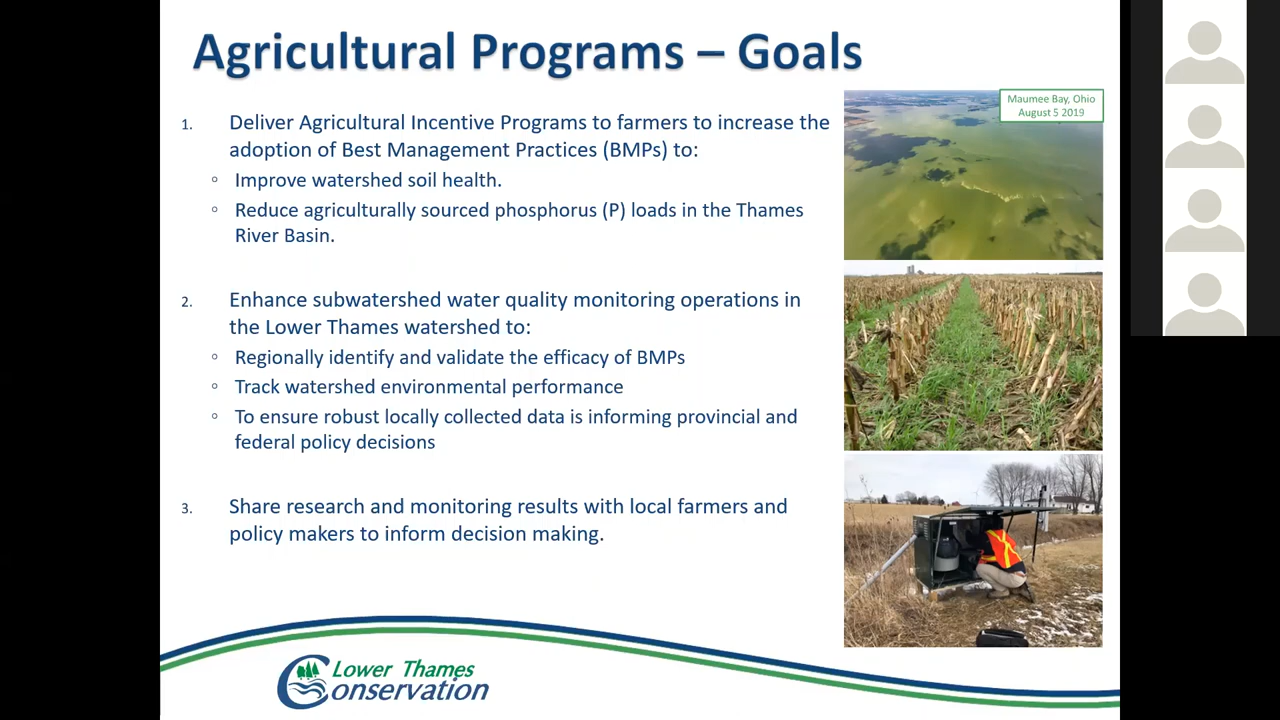 Agricultural Programs – Goals
Maumee Bay, Ohio
August 5 2019
1. Deliver Agricultural Incentive Programs to farmers to increase the
adoption of Best Management Practices (BMPs) to:
○ Improve watershed soil health.
○ Reduce agriculturally sourced phosphorus (P) loads in the Thames
River Basin.
2. Enhance subwatershed water quality monitoring operations in
the Lower Thames watershed to:
○ Regionally identify and validate the efficacy of BMPs
○ Track watershed environmental performance
○ To ensure robust locally collected data is informing provincial and
federal policy decisions
3. Share research and monitoring results with local farmers and
policy makers to inform decision making.
Lower Thames
Conservation